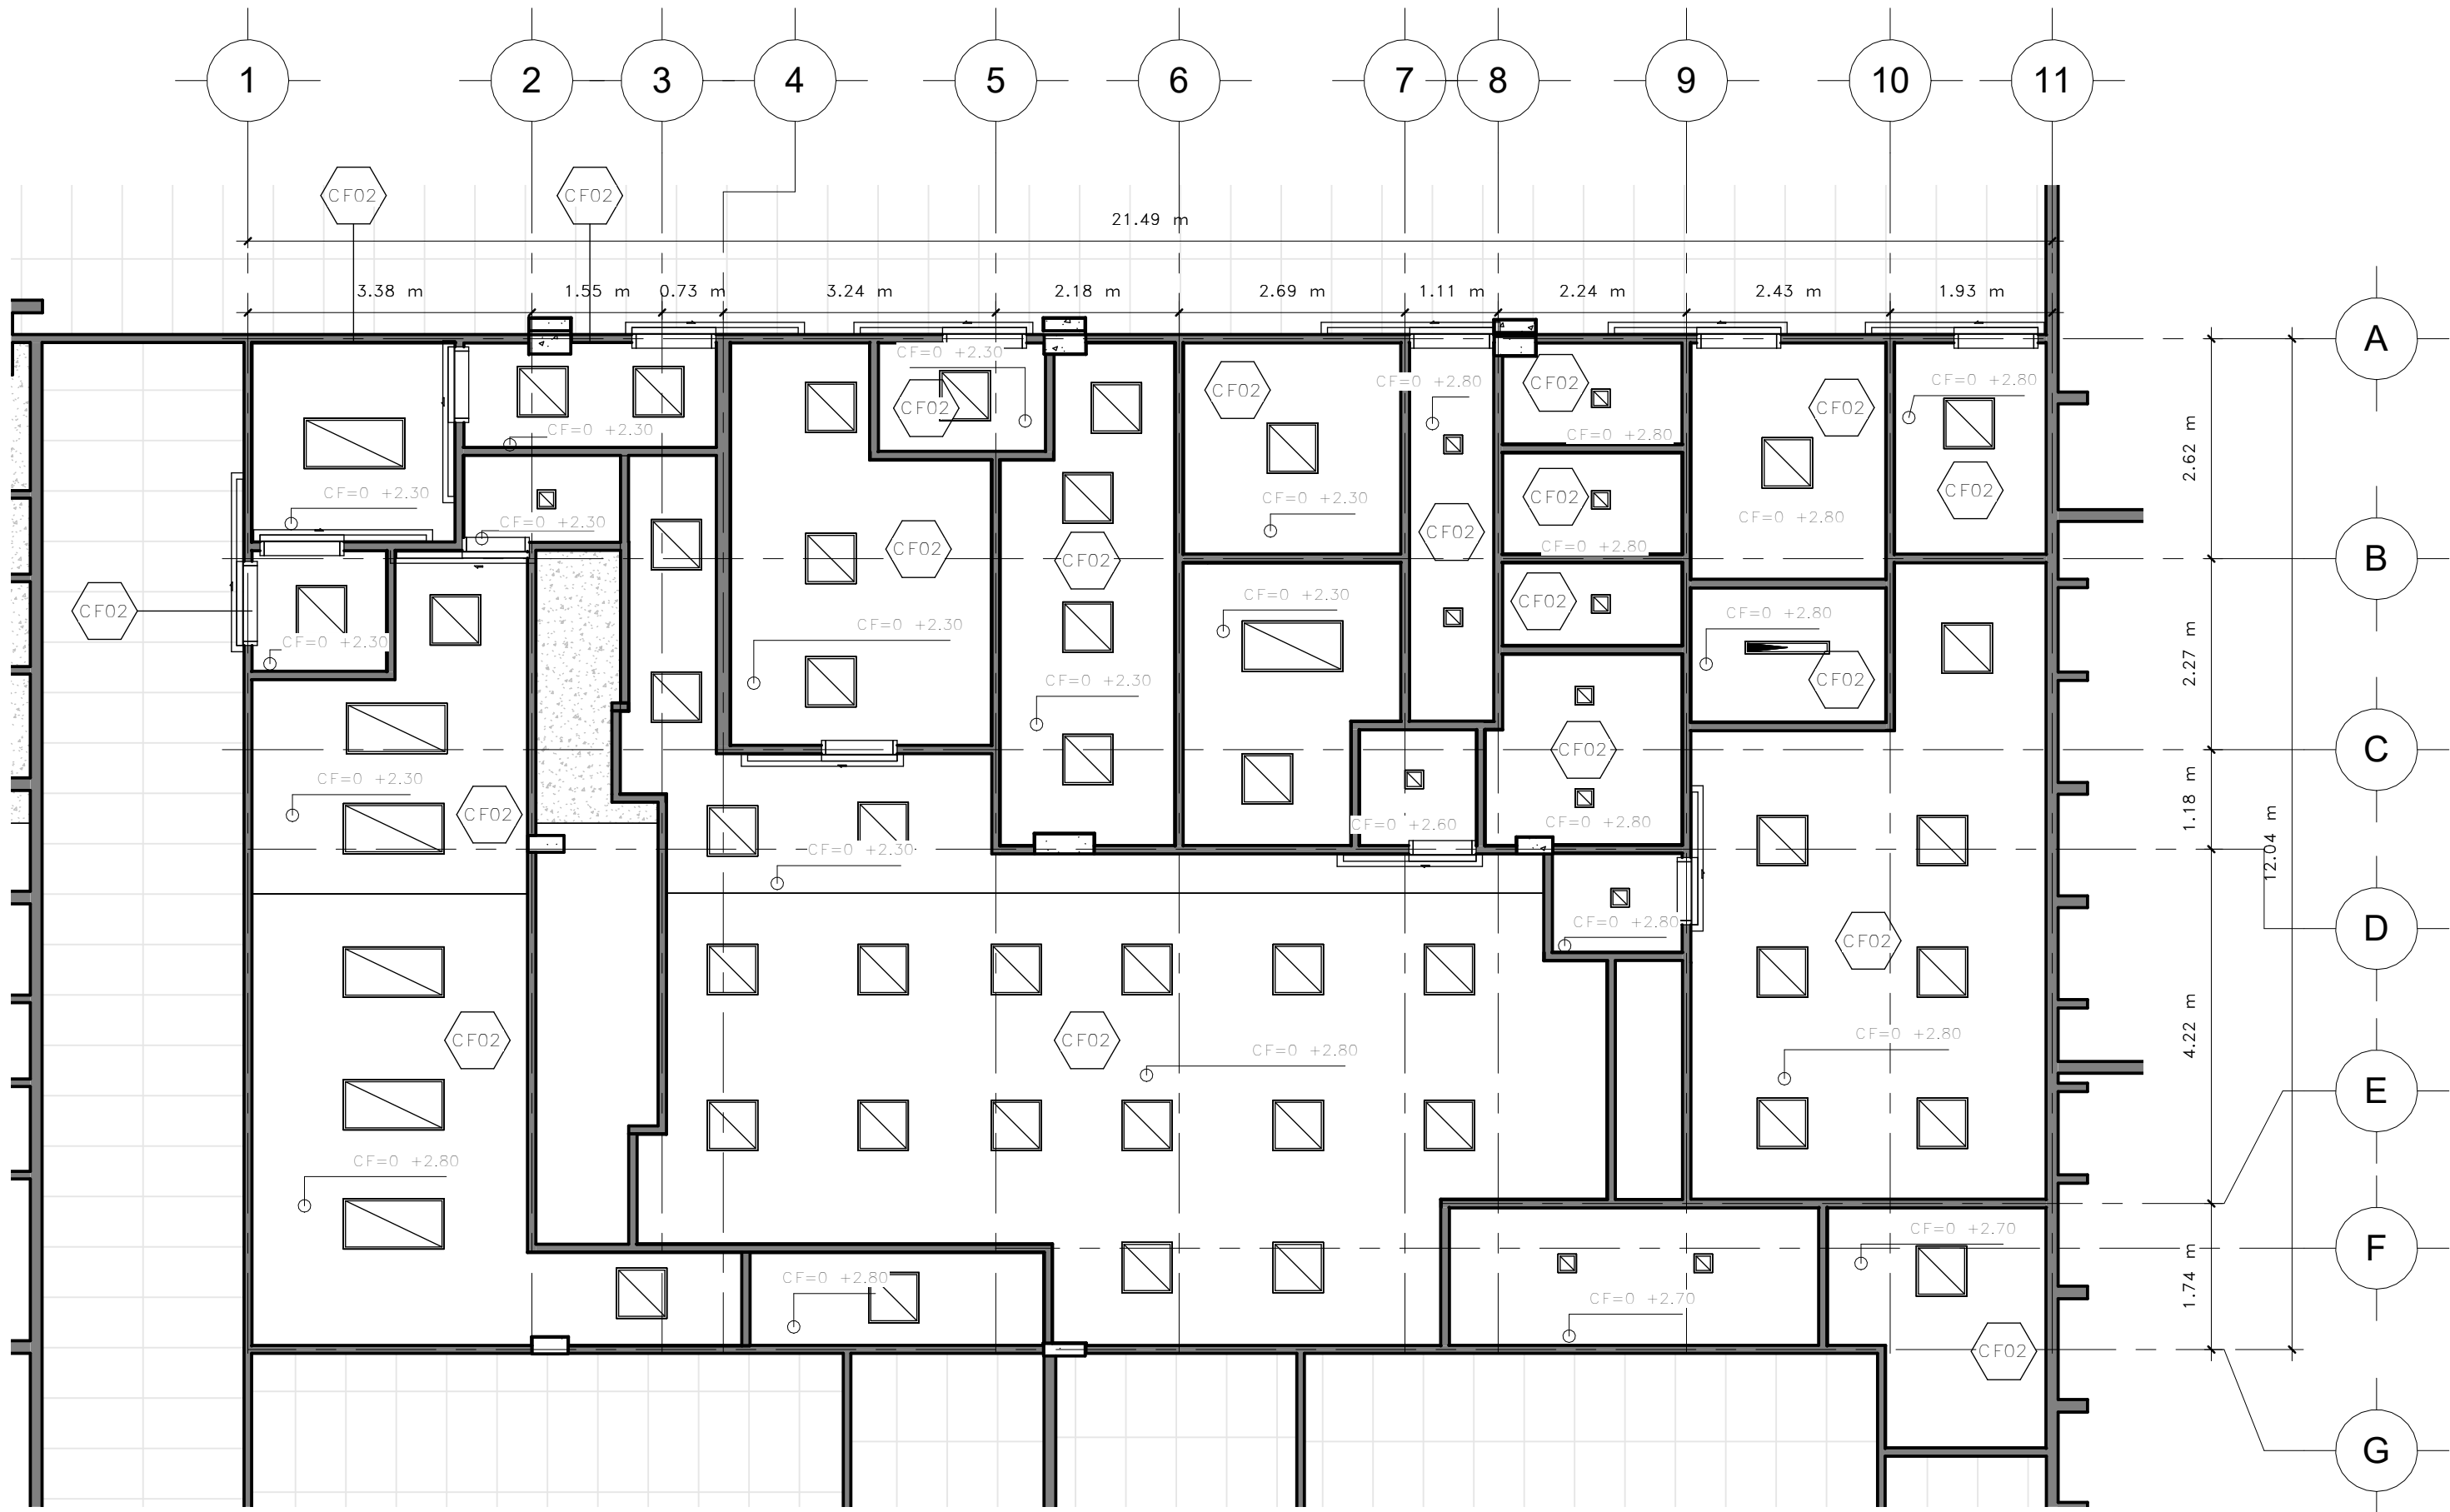 1 2 3 4 5 6 7 8 9 10 11
CF02 CF02
21.49 m
3.38 m 1.55 m 0.73 m 3.24 m 2.18 m 2.69 m 1.11 m 2.24 m 2.43 m 1.93 m
A
CF=0 +2.30
CF=0 +2.80
CF=0 +2.80
CF02
CF02
CF02
CF02
CF=0 +2.30
CF=0 +2.80
2.62 m
CF=0 +2.30
CF02
CF02
CF=0 +2.30
CF=0 +2.30
CF=0 +2.80
CF02
CF02
CF02
CF=0 +2.80
B
CF02
CF=0 +2.30
CF02
CF=0 +2.80
CF02
CF=0 +2.30
CF=0 +2.30
2.27 m
CF=0 +2.30
CF02
C
CF02
CF=0 +2.30
1.18 m
CF02
CF=0 +2.60
CF=0 +2.80
12.04 m
CF=0 +2.30
CF=0 +2.80
D
CF02
CF02
CF02
CF=0 +2.80
CF=0 +2.80
4.22 m
E
CF=0 +2.80
CF=0 +2.70
F
CF=0 +2.80
CF=0 +2.70
1.74 m
CF02
G